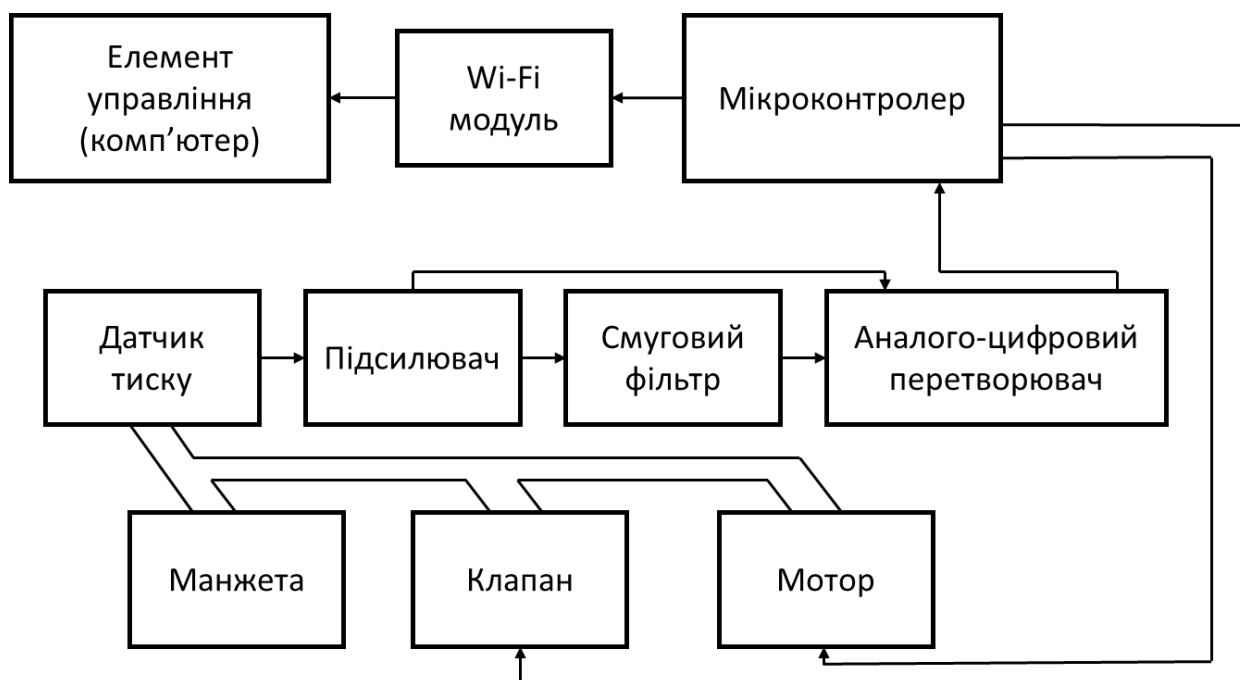 Елемент
управління
(комп’ютер)
Wi-Fi
модуль
Мікроконтролер
Датчик
тиску
Підсилювач
Смуговий
фільтр
Аналого-цифровий
перетворювач
Манжета
Клапан
Мотор